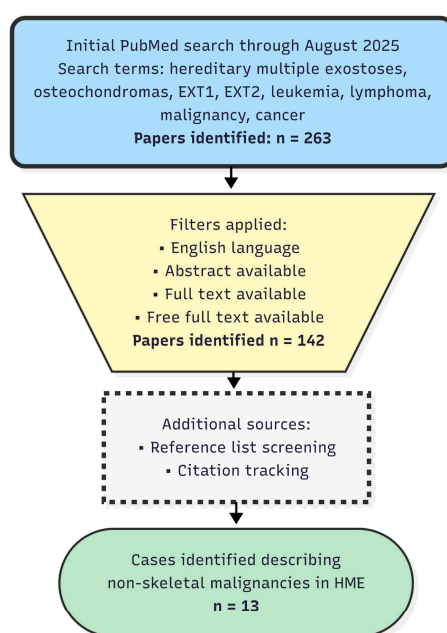 Initial PubMed search through August 2025
Search terms: hereditary multiple exostoses,
osteochondromas, EXT1, EXT2, leukemia, lymphoma,
malignancy, cancer
Papers identified: n = 263
Filters applied:
▪ English language
▪ Abstract available
▪ Full text available
▪ Free full text available
Papers identified n = 142
Additional sources:
▪ Reference list screening
▪ Citation tracking
Cases identified describing
non-skeletal malignancies in HME
n = 13